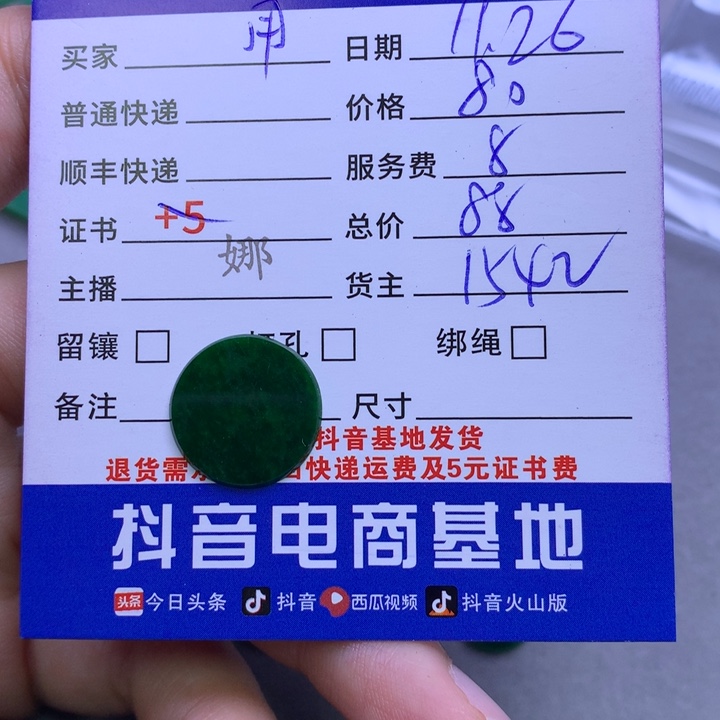 买家 用 日期 11.26
普通快递 价格 80
顺丰快递 服务费 8
证书 +5 总价 88
主播 娜 货主 1542
留镶 孔 绑绳
备注 尺寸
抖音基地发货
退货需 快递运费及5元证书费
抖音电商基地
头条 今日头条 抖音 西瓜视频 抖音火山版